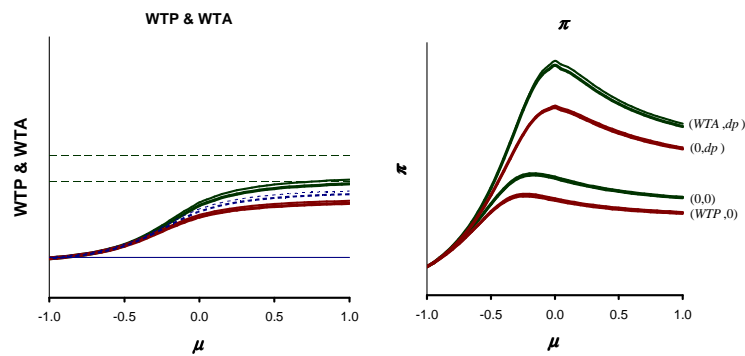 WTP & WTA
WTP & WTA
-1.0 -0.5 0.0 0.5 1.0
μ
π
π
(WTA,dp)
(0,dp)
(0,0)
(WTP,0)
-1.0 -0.5 0.0 0.5 1.0
μ